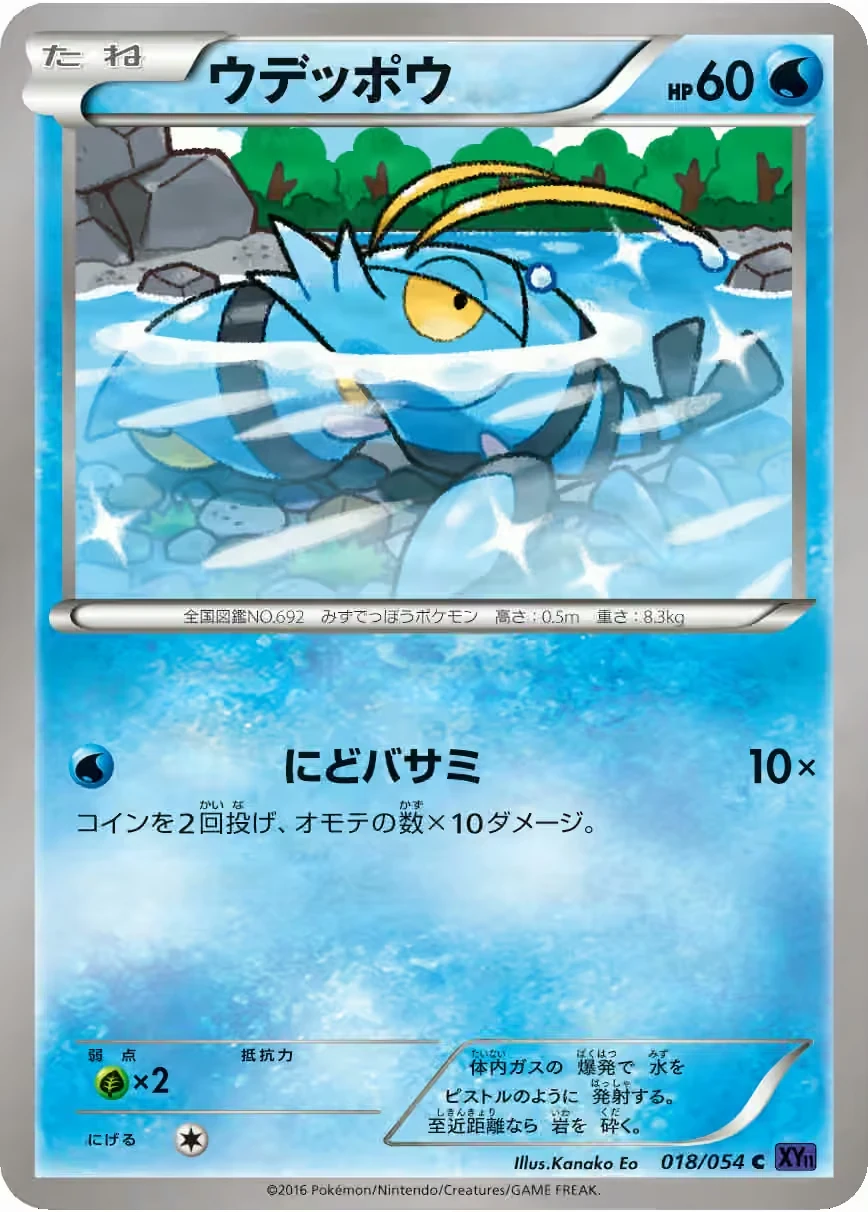 たね ウデッポウ HP60
全国図鑑NO.692 みずでっぽうポケモン 高さ:0.5m 重さ:8.3kg
にどバサミ 10×
コインを2回投げ、オモテの数×10ダメージ。
弱点 抵抗力
×2
にげる
体内ガスの 爆発で 水を
ピストルのように 発射する。
至近距離なら 岩を 砕く。
Illus.Kanako Eo 018/054 C XY11
©2016 Pokémon/Nintendo/Creatures/GAME FREAK.